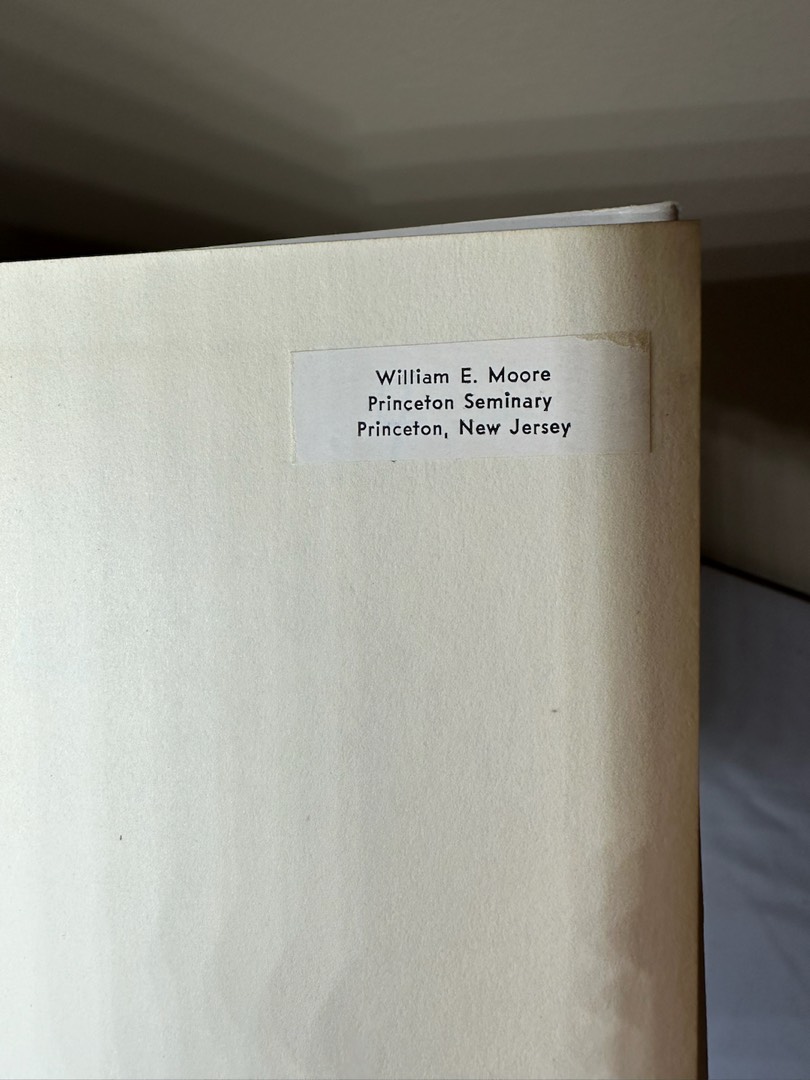 William E. Moore
Princeton Seminary
Princeton, New Jersey